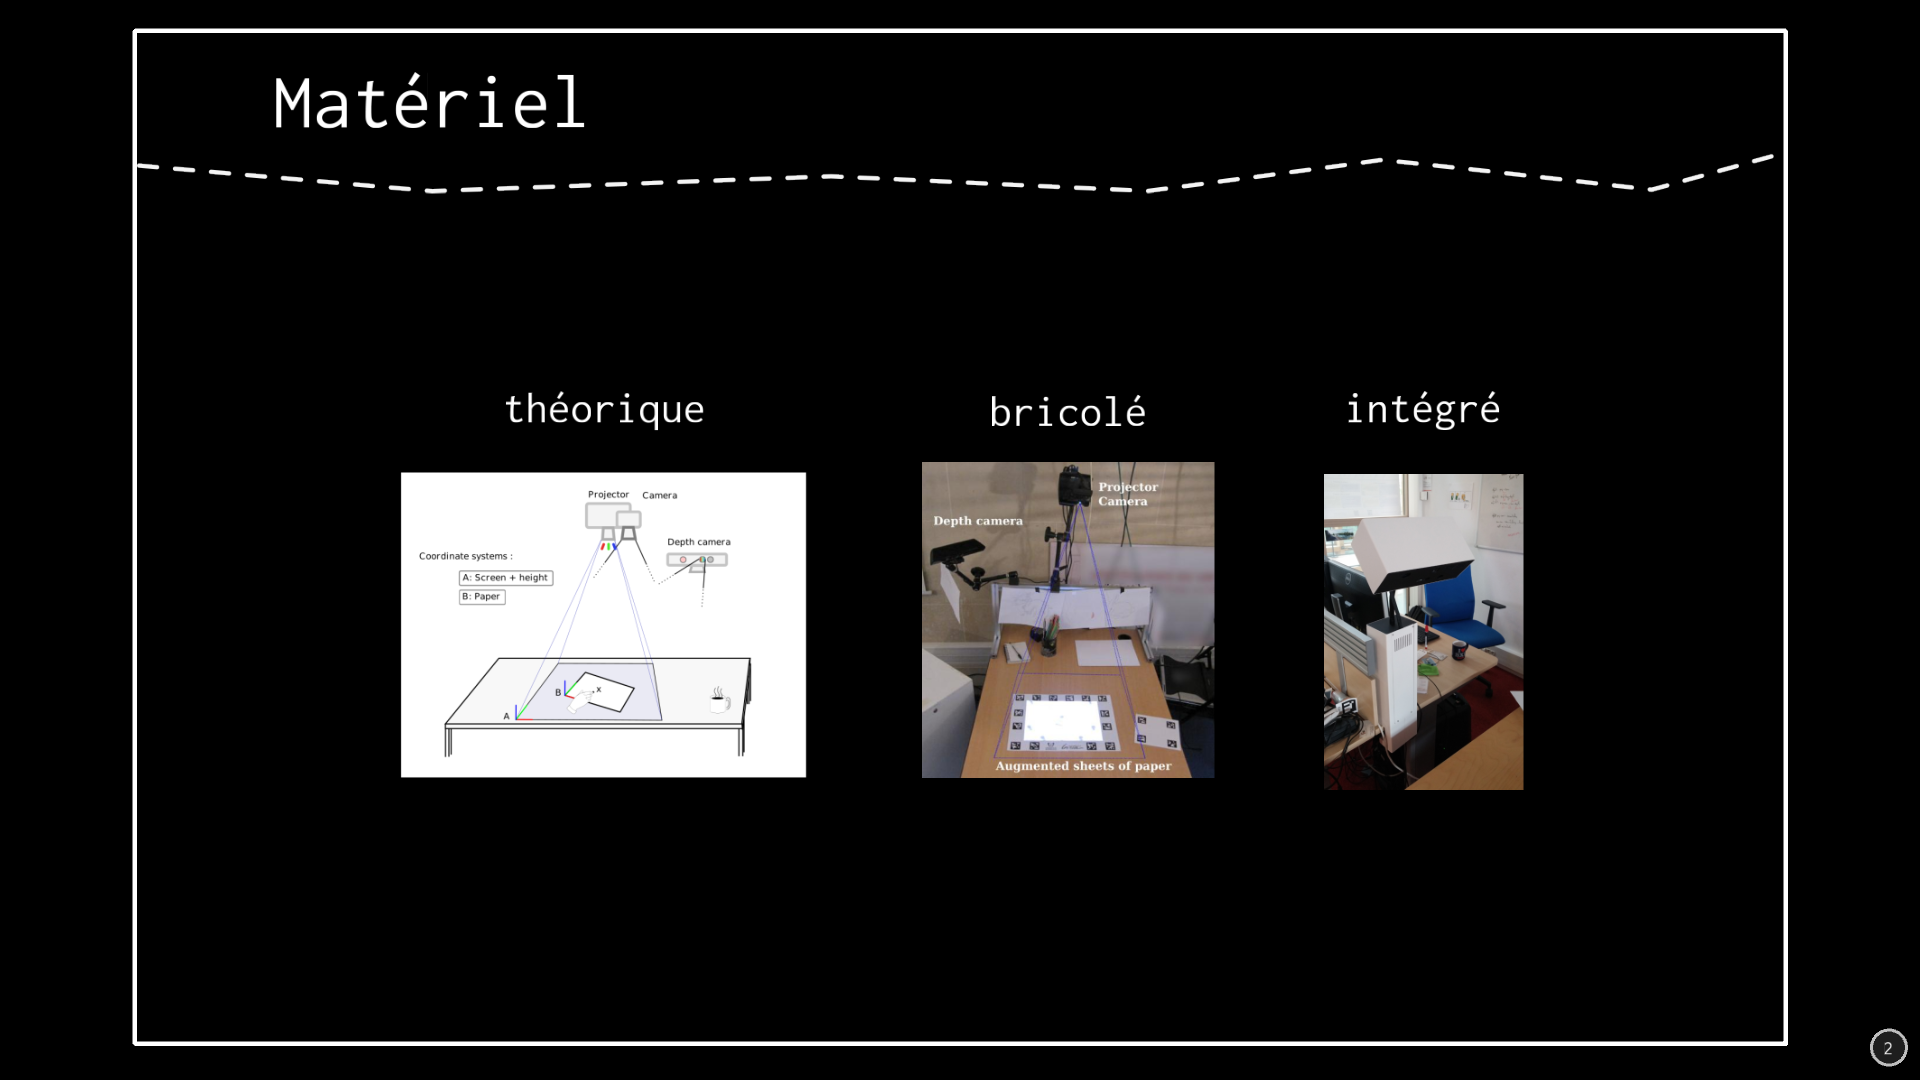 Matériel
théorique
bricolé
intégré
Projector
Camera
Depth camera
Coordinate systems :
A: Screen + height
B: Paper
B
x
A
Projector
Camera
Depth camera
Augmented sheets of paper
2